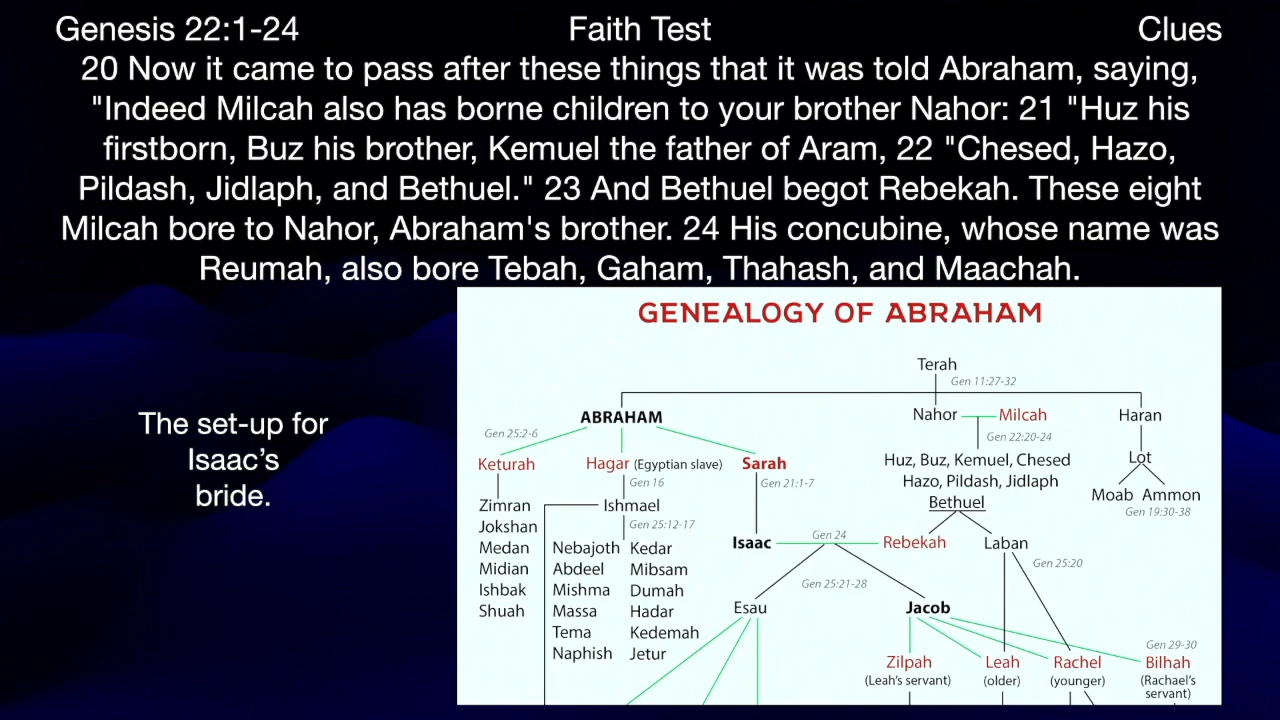 Genesis 22:1-24 Faith Test Clues
20 Now it came to pass after these things that it was told Abraham, saying,
"Indeed Milcah also has borne children to your brother Nahor: 21 "Huz his
firstborn, Buz his brother, Kemuel the father of Aram, 22 "Chesed, Hazo,
Pildash, Jidlaph, and Bethuel." 23 And Bethuel begot Rebekah. These eight
Milcah bore to Nahor, Abraham's brother. 24 His concubine, whose name was
Reumah, also bore Tebah, Gaham, Thahash, and Maachah.
The set-up for
Isaac’s
bride.
GENEALOGY OF ABRAHAM
Terah
Gen 11:27-32
ABRAHAM Nahor Milcah Haran
Gen 25:2-6 Gen 22:20-24
Keturah Hagar (Egyptian slave) Sarah Huz, Buz, Kemuel, Chesed Lot
Gen 16 Gen 21:1-7 Hazo, Pildash, Jidlaph
Moab Ammon
Zimran Ishmael Bethuel Gen 19:30-38
Jokshan Gen 25:12-17
Isaac Gen 24 Rebekah Laban
Medan Nebajoth Kedar
Gen 25:20
Midian Abdeel Mibsam
Ishbak Mishma Dumah Gen 25:21-28
Shuah Massa Hadar Esau Jacob
Tema Kedemah
Naphish Jetur
Gen 29-30
Zilpah Leah Rachel Bilhah
(Leah’s servant) (older) (younger) (Rachael’s
servant)